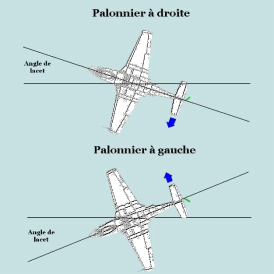 Palonnier à droite
Angle de
lacet
Palonnier à gauche
Angle de
lacet